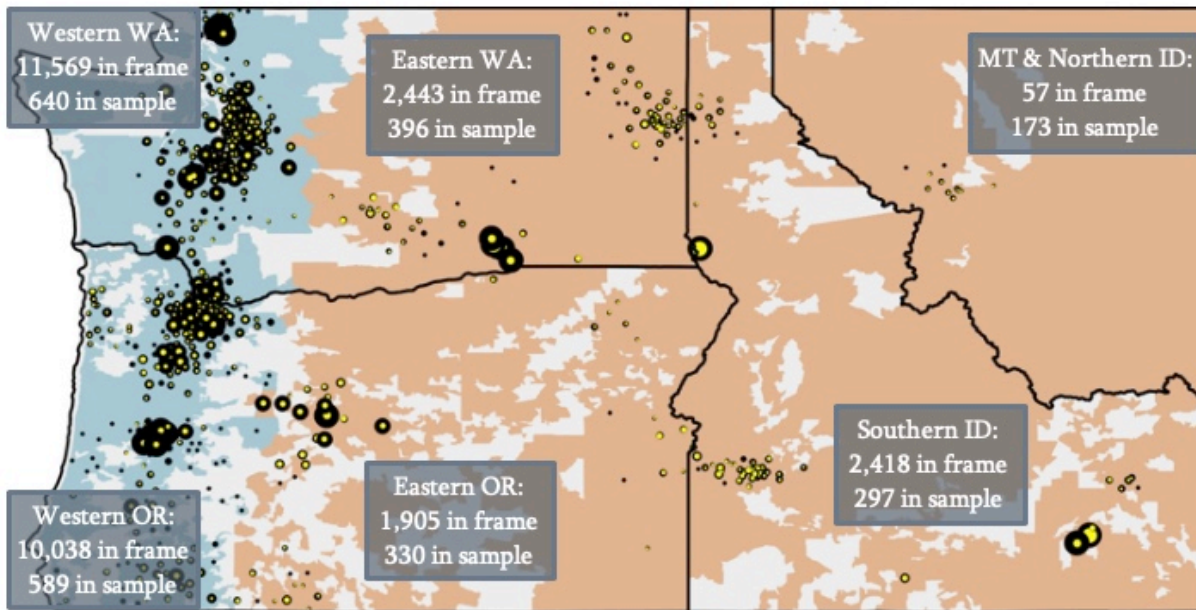 Western WA:
11,569 in frame
640 in sample
Eastern WA:
2,443 in frame
396 in sample
MT & Northern ID:
57 in frame
173 in sample
Southern ID:
2,418 in frame
297 in sample
Eastern OR:
1,905 in frame
330 in sample
Western OR:
10,038 in frame
589 in sample